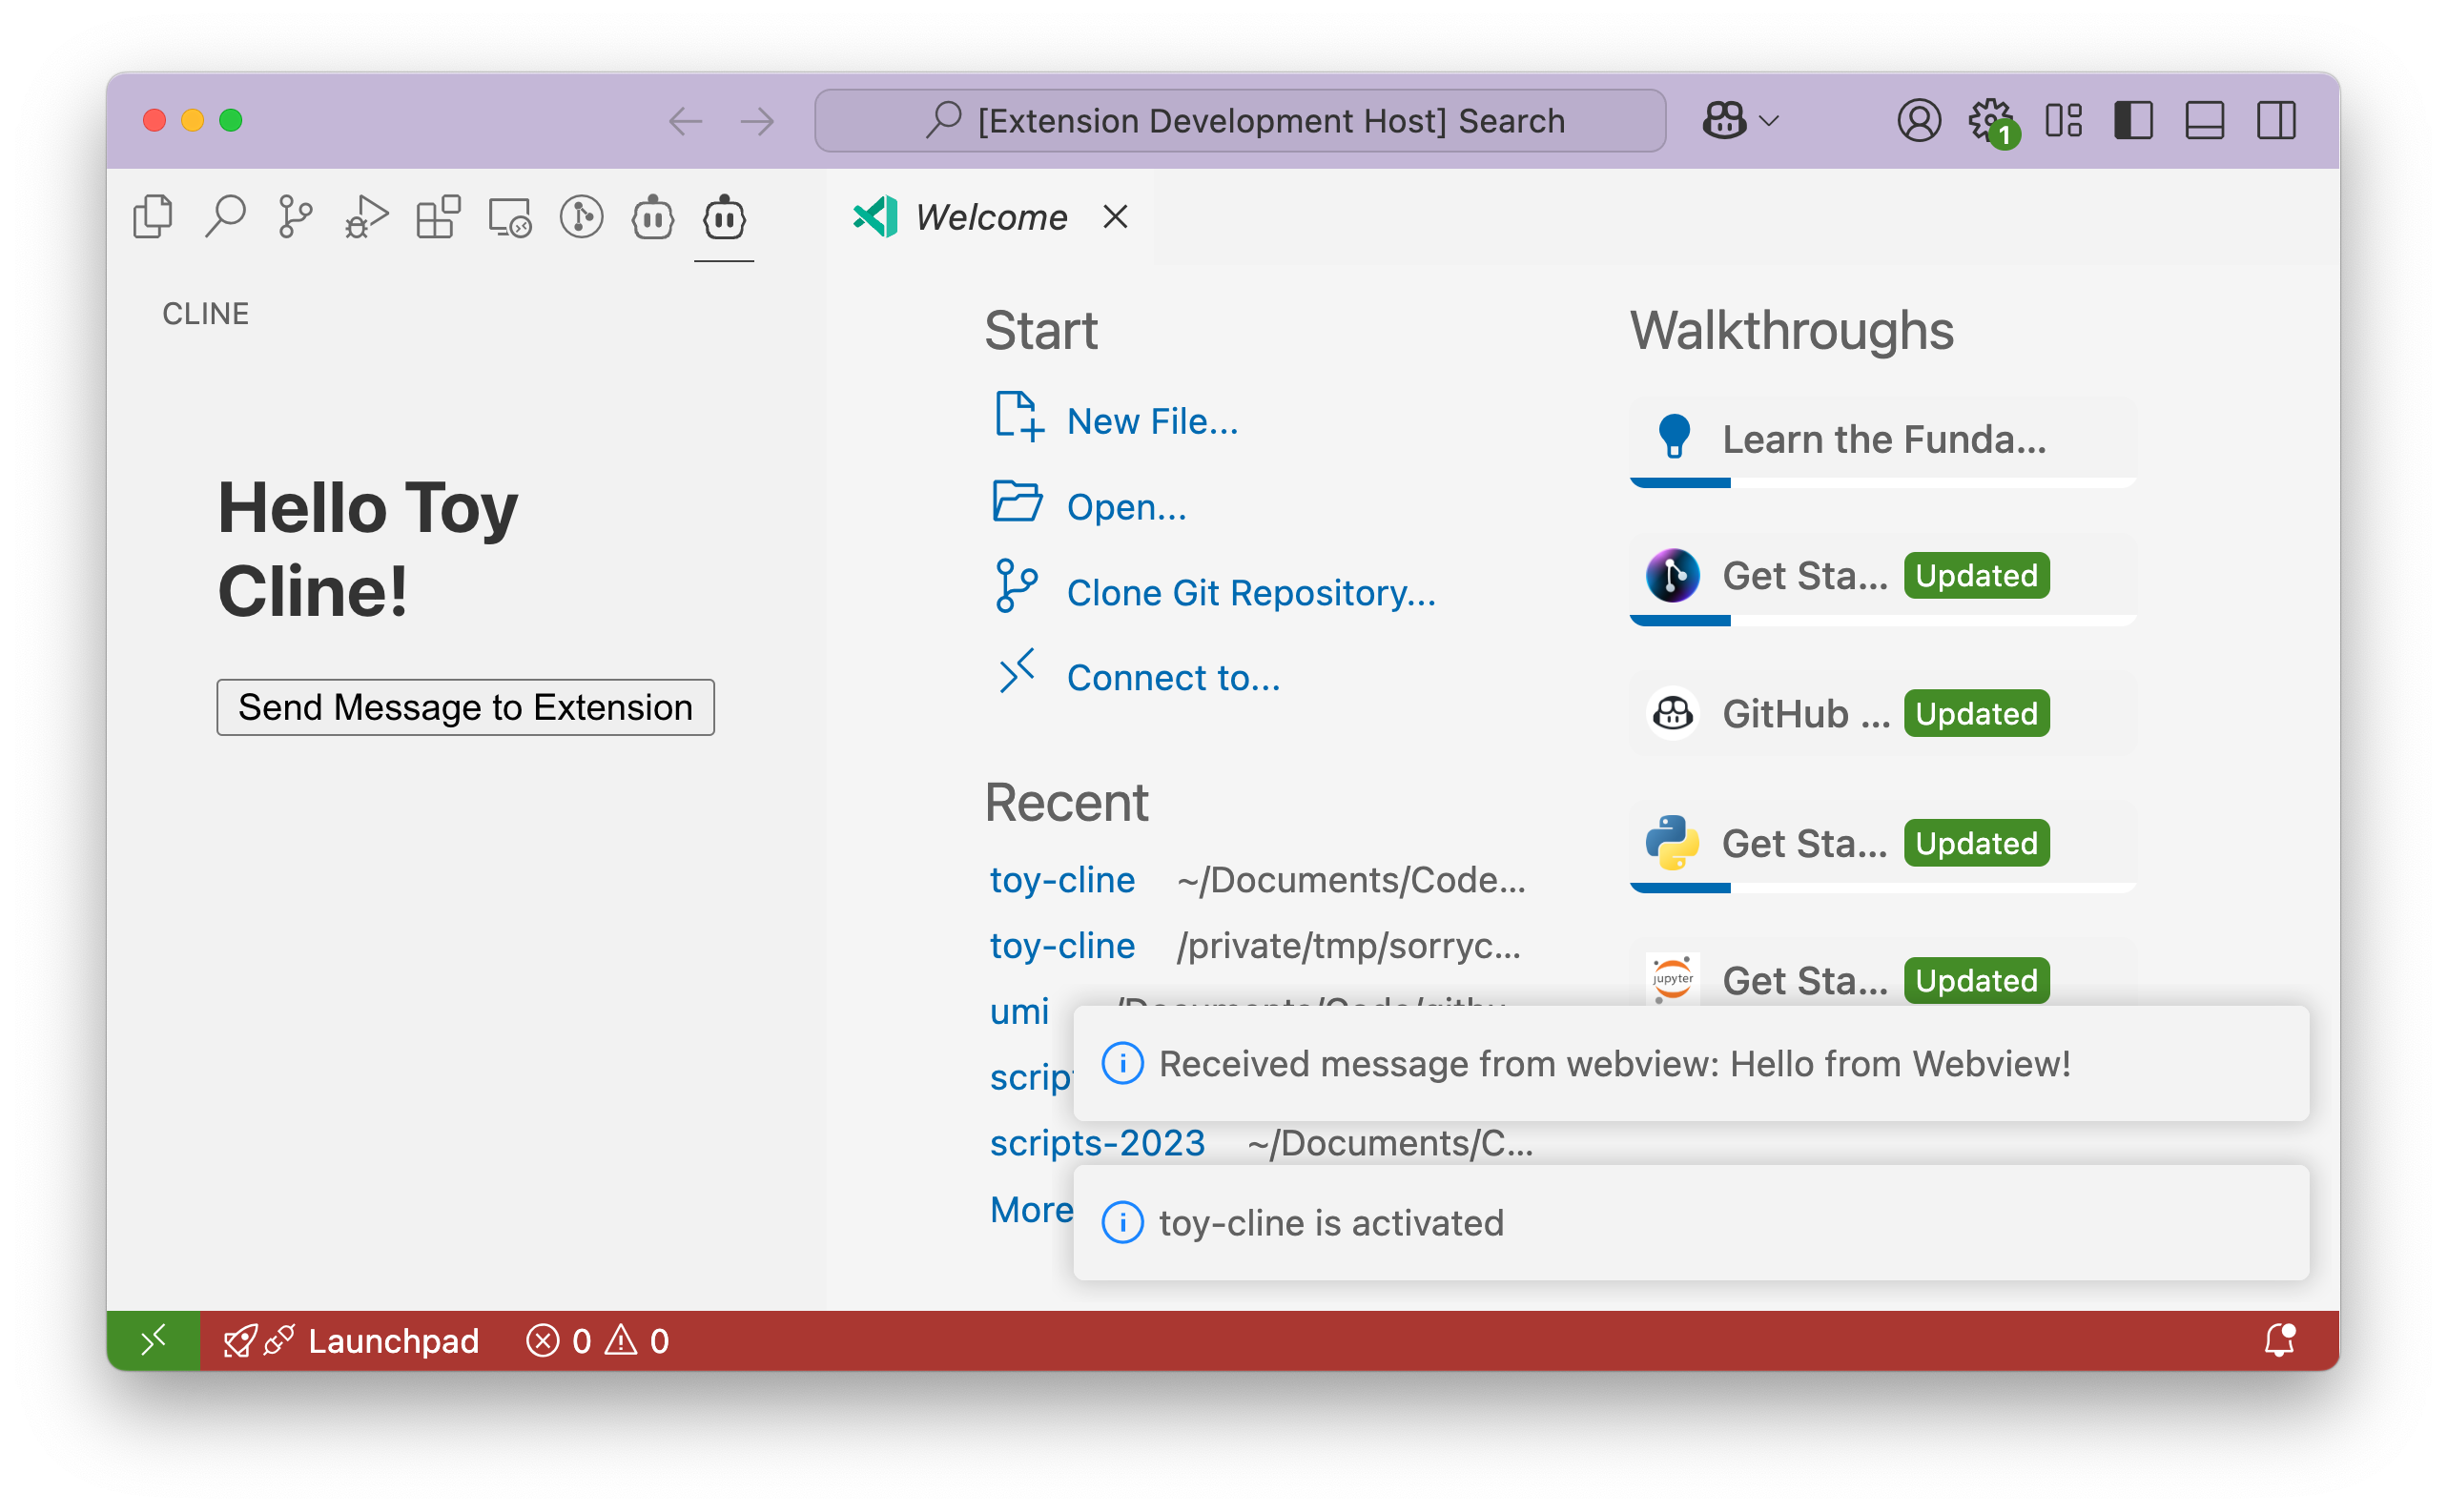 [Extension Development Host] Search
1
Welcome
CLINE
Hello Toy
Cline!
Send Message to Extension
Start
New File...
Open...
Clone Git Repository...
Connect to...
Recent
toy-cline ~/Documents/Code...
toy-cline /private/tmp/sorryc...
umi
scripts-2023 ~/Documents/C...
More
Walkthroughs
Learn the Funda...
Get Sta... Updated
GitHub ... Updated
Get Sta... Updated
jupyter Get Sta... Updated
Received message from webview: Hello from Webview!
toy-cline is activated
Launchpad 0 0